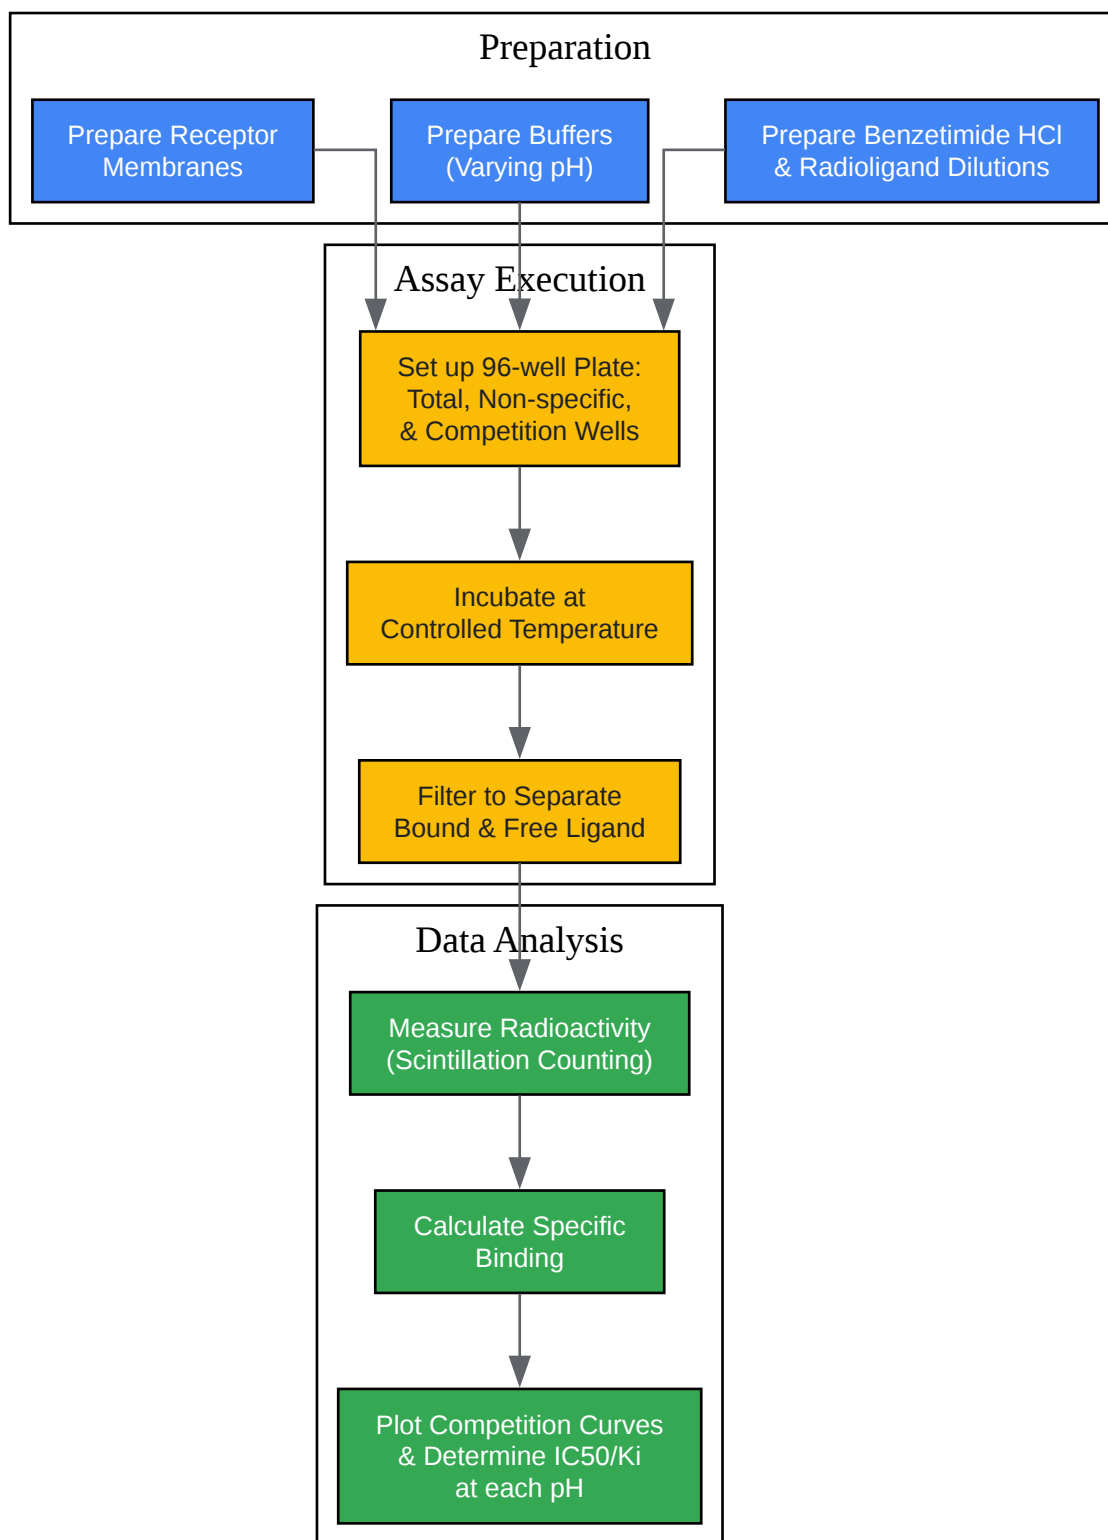 Preparation
Prepare Receptor
Membranes
Prepare Buffers
(Varying pH)
Prepare Benzetimide HCl
& Radioligand Dilutions
Assay Execution
Set up 96-well Plate:
Total, Non-specific,
& Competition Wells
Incubate at
Controlled Temperature
Filter to Separate
Bound & Free Ligand
Data Analysis
Measure Radioactivity
(Scintillation Counting)
Calculate Specific
Binding
Plot Competition Curves
& Determine IC50/Ki
at each pH